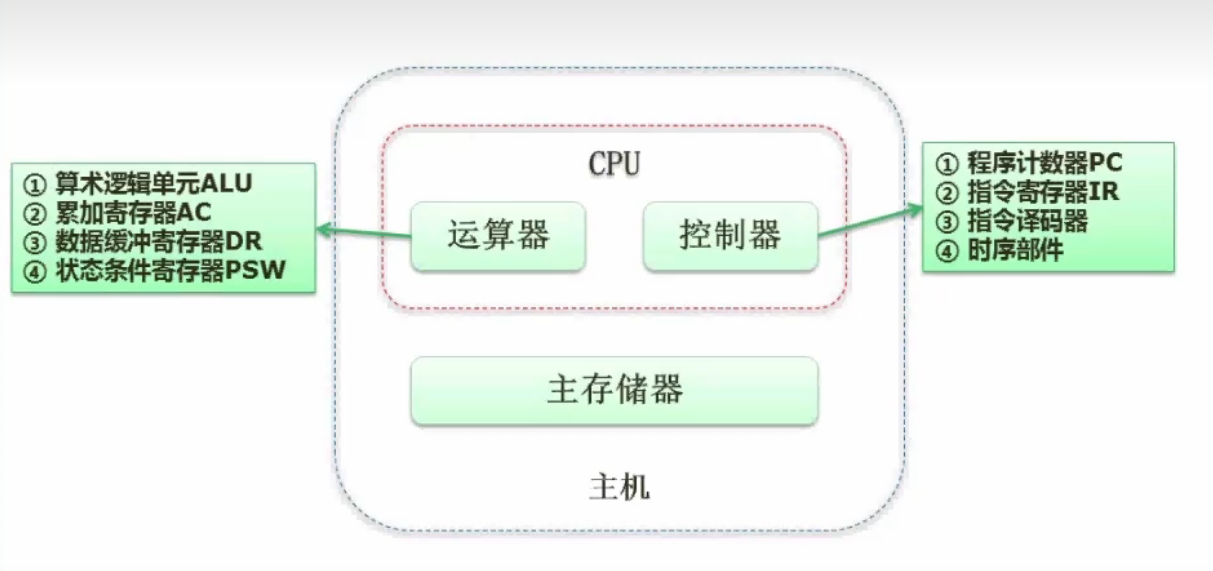 CPU
① 算术逻辑单元ALU
② 累加寄存器AC
③ 数据缓冲寄存器DR
④ 状态条件寄存器PSW
运算器
控制器
① 程序计数器PC
② 指令寄存器IR
③ 指令译码器
④ 时序部件
主存储器
主机